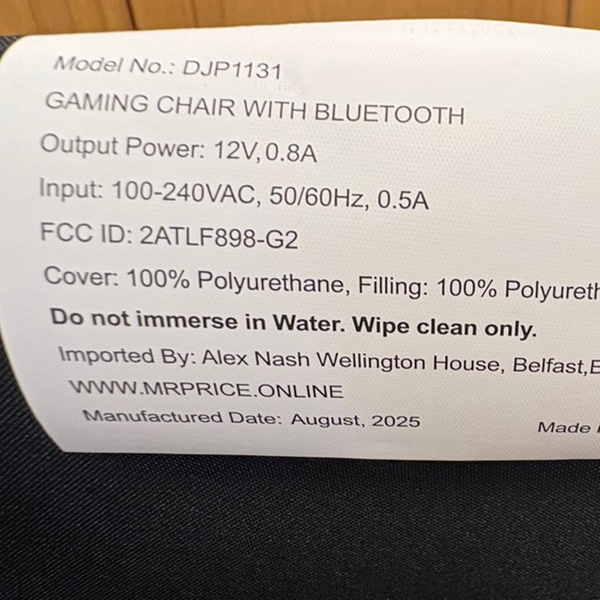 Model No.: DJP1131
GAMING CHAIR WITH BLUETOOTH
Output Power: 12V, 0.8A
Input: 100-240VAC, 50/60Hz, 0.5A
FCC ID: 2ATLF898-G2
Cover: 100% Polyurethane, Filling: 100% Polyureth
Do not immerse in Water. Wipe clean only.
Imported By: Alex Nash Wellington House, Belfast,
WWW.MRPRICE.ONLINE
Manufactured Date: August, 2025 Made